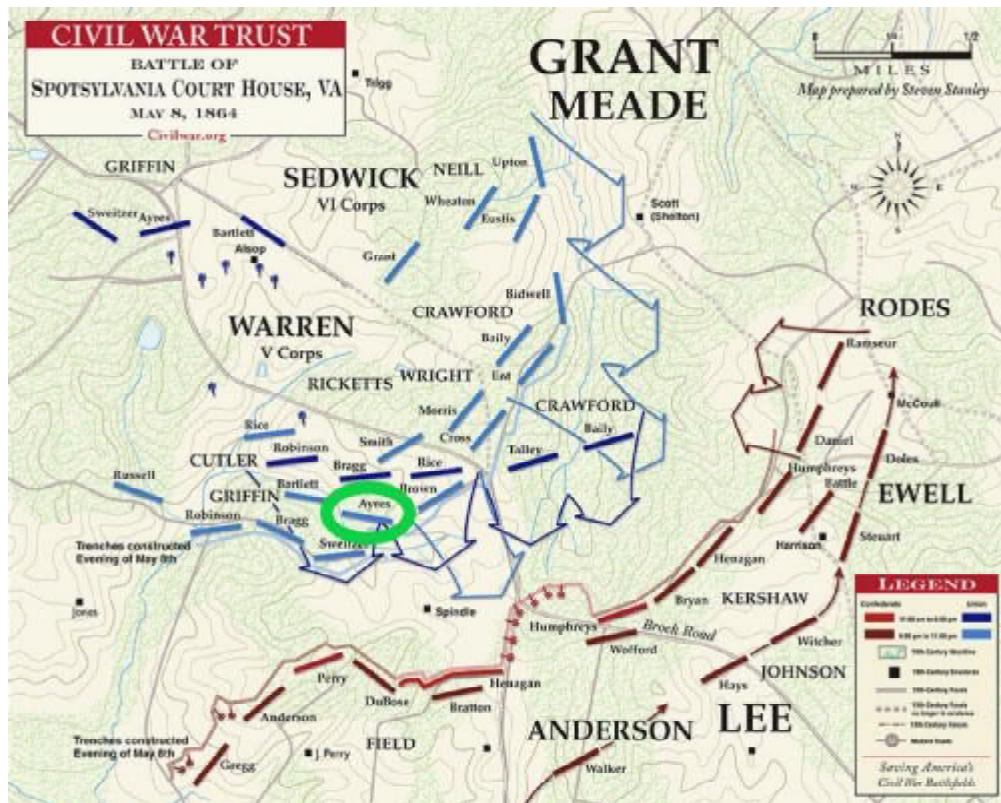 CIVIL WAR TRUST
BATTLE OF
SPOTSYLVANIA COURT HOUSE, VA
MAY 8, 1864
Civilwar.org
GRANT
MEADE
1/2
MILES
Map prepared by Steven Stanley
N
E
Trigg
GRIFFIN
Sweitzer
Ayres
Bartlett
Alsop
SEDWICK
VI Corps
NEILL
Upton
Wheaton
Eustis
Grant
Scott
(Shelton)
Bidwell
CRAWFORD
Baily
WARREN
V Corps
RICKETTS
WRIGHT
Morris
CRAWFORD
Baily
Talley
Cross
Smith
Rice
Robinson
CUTLER
Bragg
Rice
Brown
Russell
GRIFFIN
Bartlett
Ayres
Robinson
Bragg
Sweitzer
Trenches constructed
Evening of May 8th
Jones
Spindle
RODES
Ramseur
McCoull
Daniel
Doles
Humphreys
Battle
EWELL
Harrison
Steuart
Henagan
Bryan
KERSHAW
Humphreys
Brock Road
Wofford
Witcher
Hays
JOHNSON
Perry
DuBose
Henagan
Bratton
Anderson
ANDERSON
LEE
Trenches constructed
Evening of May 8th
Gregg
J. Perry
FIELD
Walker
LEGEND
Confederate
Union
Saving America's
Civil War Battlefields